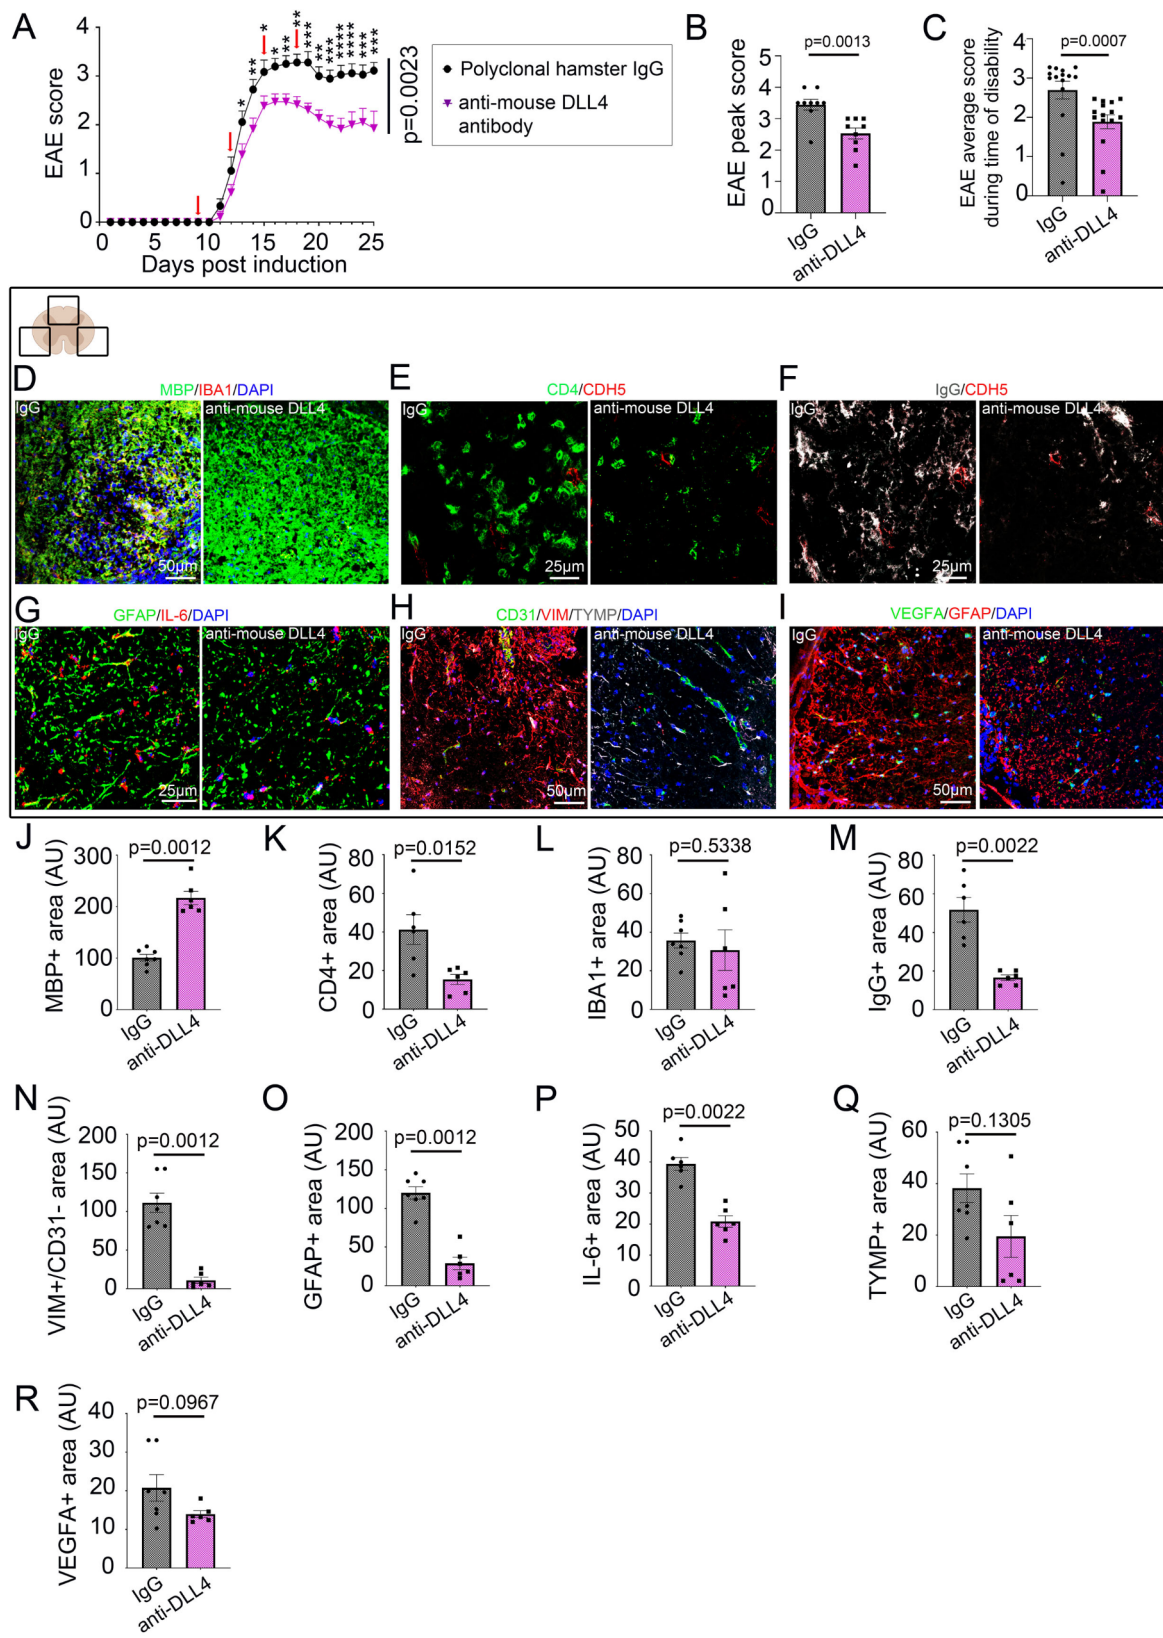 A
EAE score
4
3
2
1
0
0 5 10 15 20 25
Days post induction
p=0.0023
Polyclonal hamster IgG
anti-mouse DLL4
antibody
B
p=0.0013
EAE peak score
5
4
3
2
1
0
IgG
anti-DLL4
C
p=0.0007
EAE average score
during time of disability
4
3
2
1
0
IgG
anti-DLL4
D
MBP/IBA1/DAPI
IgG
anti-mouse DLL4
50µm
E
CD4/CDH5
IgG
anti-mouse DLL4
25µm
F
IgG/CDH5
IgG
anti-mouse DLL4
25µm
G
GFAP/IL-6/DAPI
IgG
anti-mouse DLL4
25µm
H
CD31/VIM/TYMP/DAPI
IgG
anti-mouse DLL4
50µm
I
VEGFA/GFAP/DAPI
IgG
anti-mouse DLL4
50µm
J
p=0.0012
MBP+ area (AU)
300
200
100
0
IgG
anti-DLL4
K
p=0.0152
CD4+ area (AU)
80
60
40
20
0
IgG
anti-DLL4
L
p=0.5338
IBA1+ area (AU)
80
60
40
20
0
IgG
anti-DLL4
M
p=0.0022
IgG+ area (AU)
80
60
40
20
0
IgG
anti-DLL4
N
p=0.0012
VIM+/CD31- area (AU)
200
150
100
50
0
IgG
anti-DLL4
O
p=0.0012
GFAP+ area (AU)
200
150
100
50
0
IgG
anti-DLL4
P
p=0.0022
IL-6+ area (AU)
50
40
30
20
10
0
IgG
anti-DLL4
Q
p=0.1305
TYMP+ area (AU)
60
40
20
0
IgG
anti-DLL4
R
p=0.0967
VEGFA+ area (AU)
40
30
20
10
0
IgG
anti-DLL4